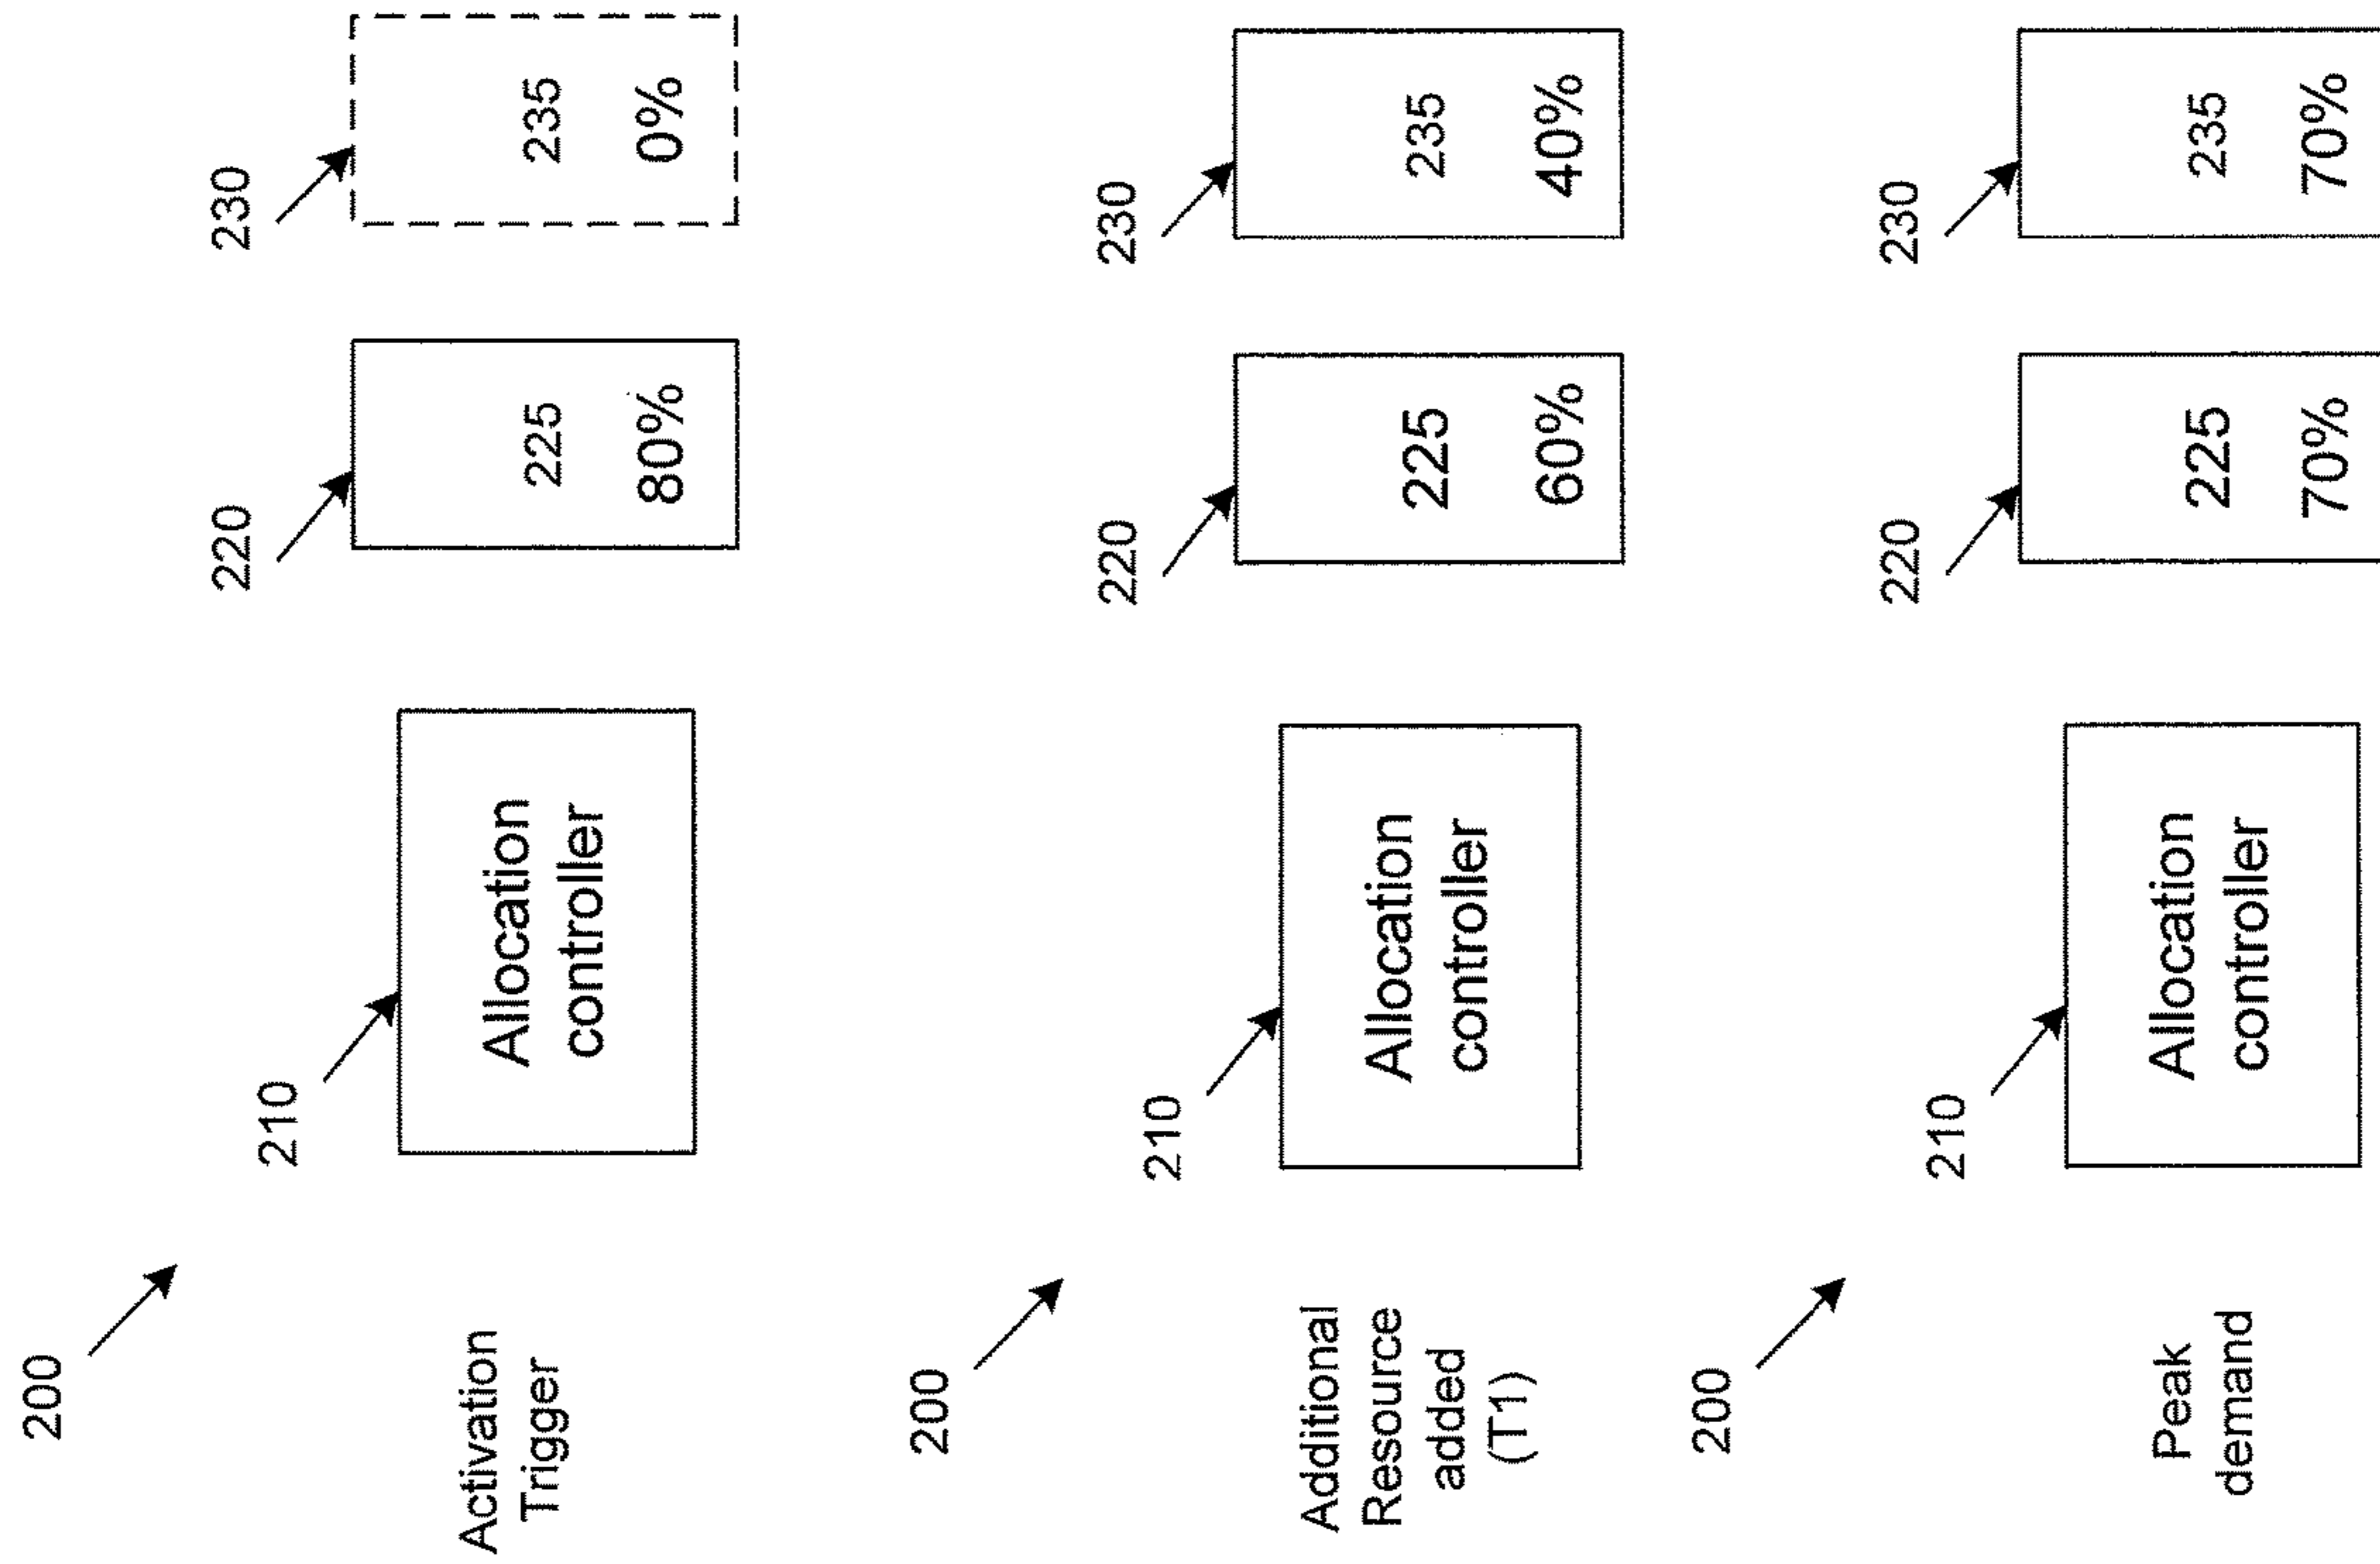 200
Activation
Trigger
210
Allocation
controller
220
225
80%
230
235
0%
200
Additional
Resource
added
(T1)
210
Allocation
controller
220
225
60%
230
235
40%
200
Peak
demand
210
Allocation
controller
220
225
70%
230
235
70%